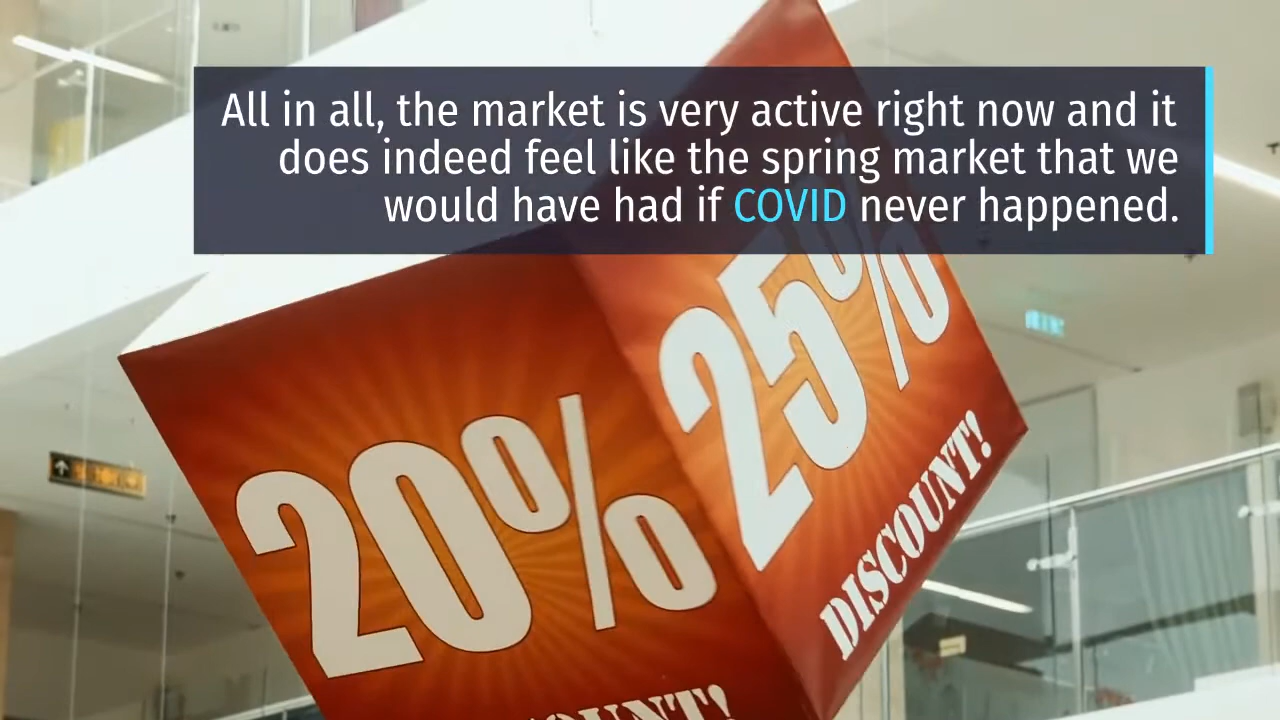 All in all, the market is very active right now and it
does indeed feel like the spring market that we
would have had if COVID never happened.
25%
DISCOUNT!
20%